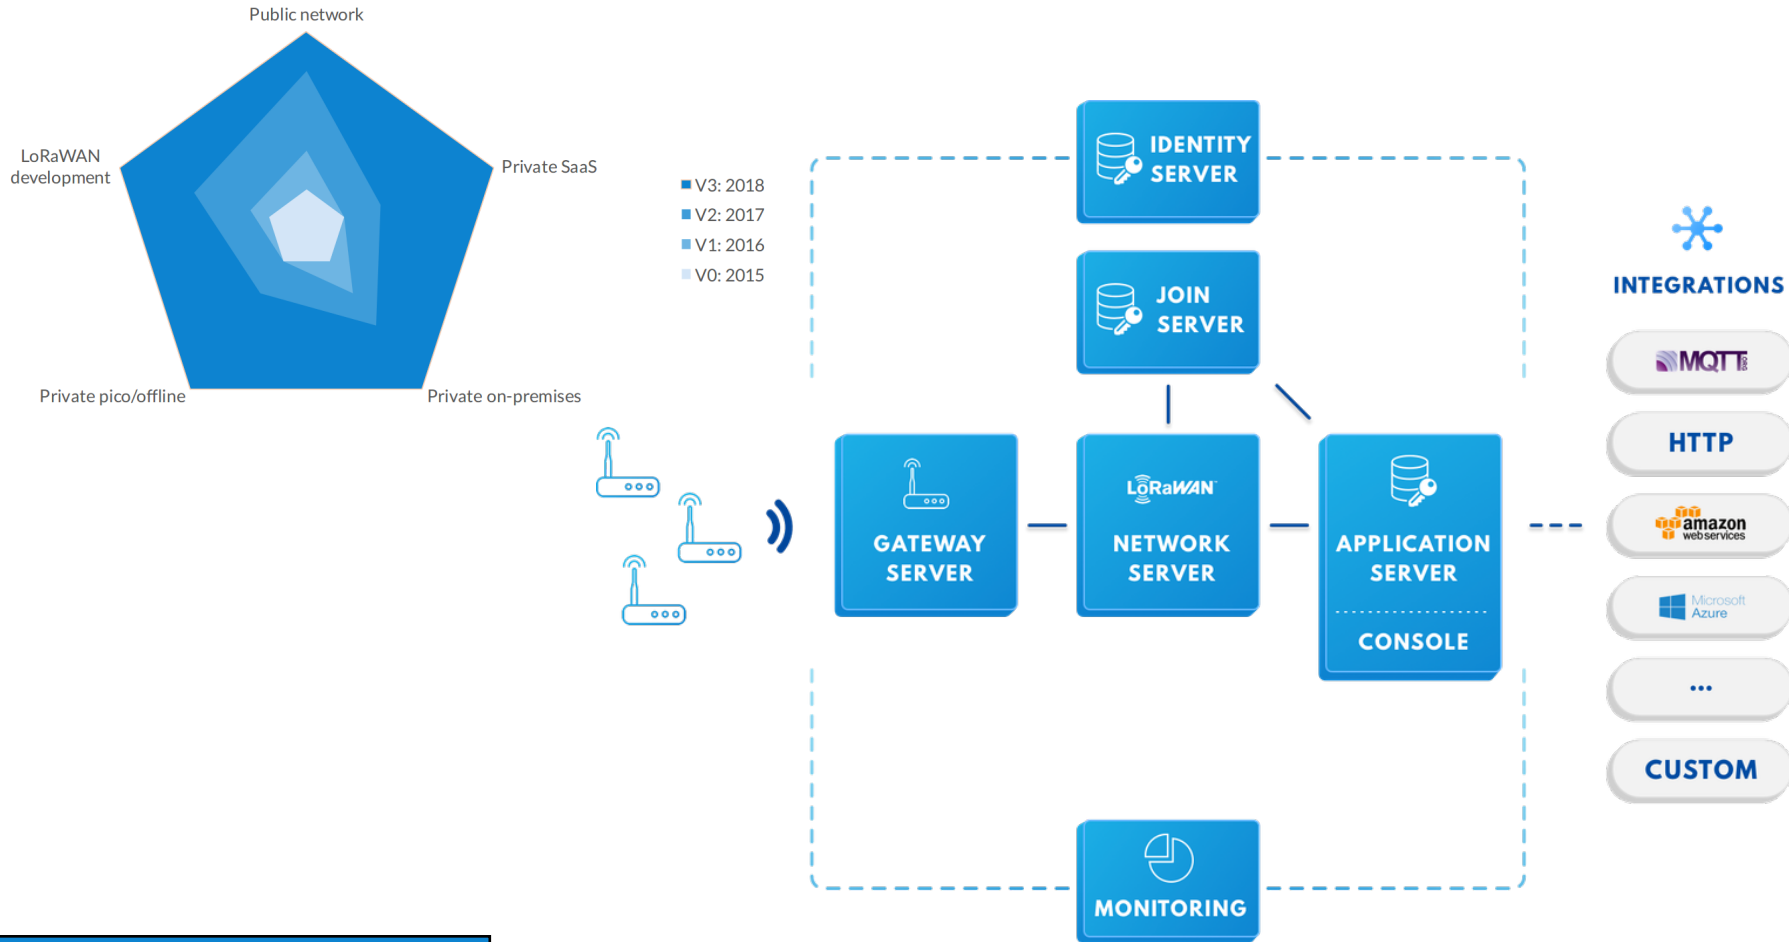 Public network
LoRaWAN
development
Private SaaS
Private pico/offline
Private on-premises
V3: 2018
V2: 2017
V1: 2016
V0: 2015
IDENTITY
SERVER
JOIN
SERVER
GATEWAY
SERVER
LoRaWAN
NETWORK
SERVER
APPLICATION
SERVER
CONSOLE
MONITORING
INTEGRATIONS
MQTT.ORG
HTTP
amazon
webservices
Microsoft
Azure
...
CUSTOM